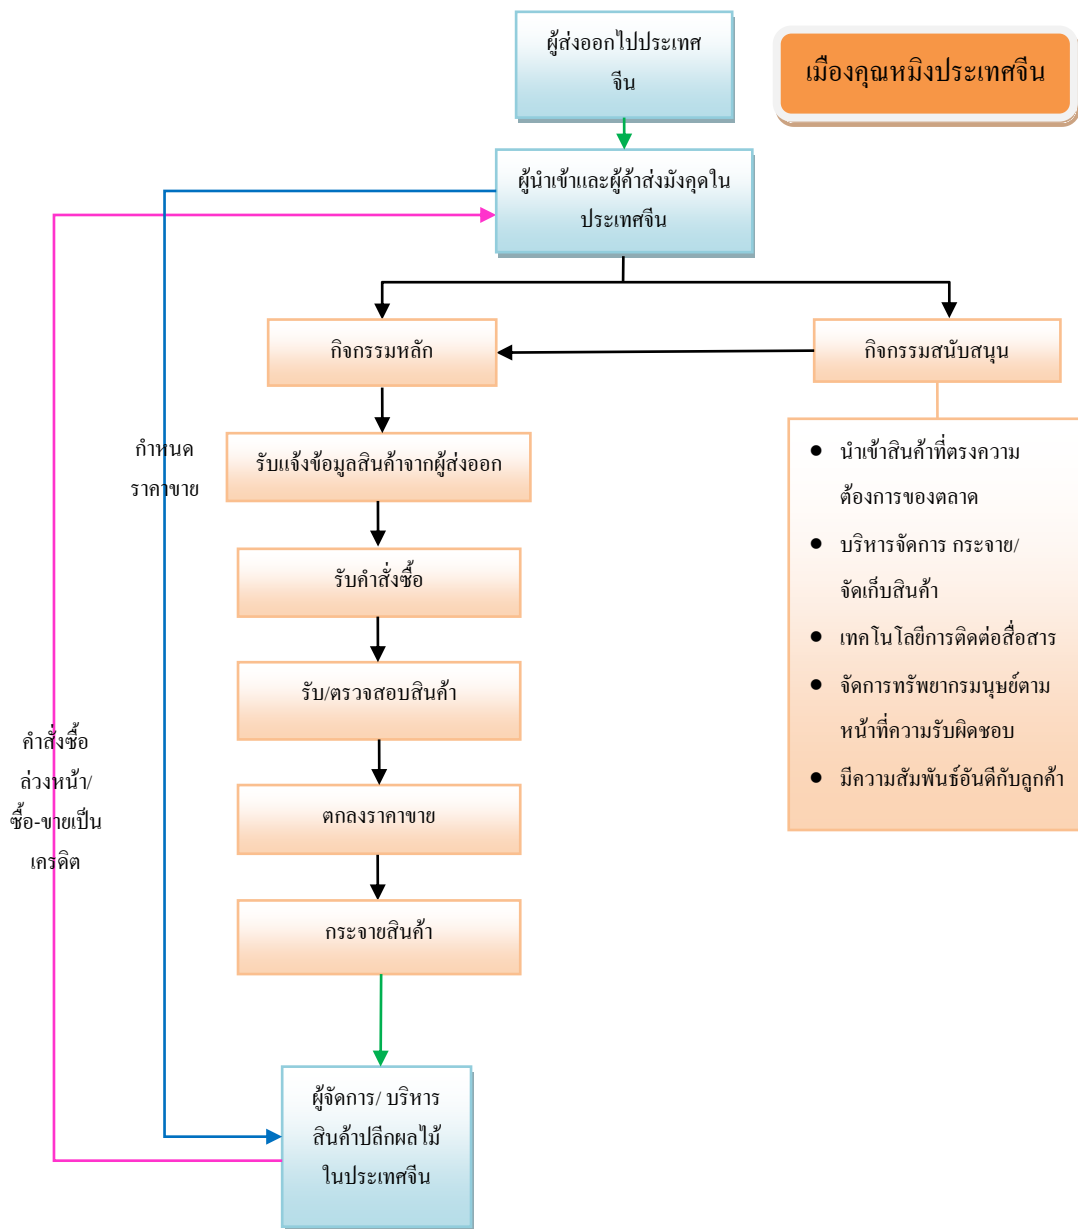 ผู้ส่งออกไปประเทศ
จีน
เมืองคุณหมิงประเทศจีน
ผู้นำเข้าและผู้ค้าส่งมังคุดใน
ประเทศจีน
กิจกรรมหลัก
กิจกรรมสนับสนุน
กำหนด
ราคาขาย
รับแจ้งข้อมูลสินค้าจากผู้ส่งออก
รับคำสั่งซื้อ
รับ/ตรวจสอบสินค้า
ตกลงราคาขาย
กระจายสินค้า
● นำเข้าสินค้าที่ตรงความ
ต้องการของตลาด
● บริหารจัดการ กระจาย/
จัดเก็บสินค้า
● เทคโนโลยีการติดต่อสื่อสาร
● จัดการทรัพยากรมนุษย์ตาม
หน้าที่ความรับผิดชอบ
● มีความสัมพันธ์อันดีกับลูกค้า
คำสั่งซื้อ
ล่วงหน้า/
ซื้อ-ขายเป็น
เครดิต
ผู้จัดการ/ บริหาร
สินค้าปลีกผลไม้
ในประเทศจีน